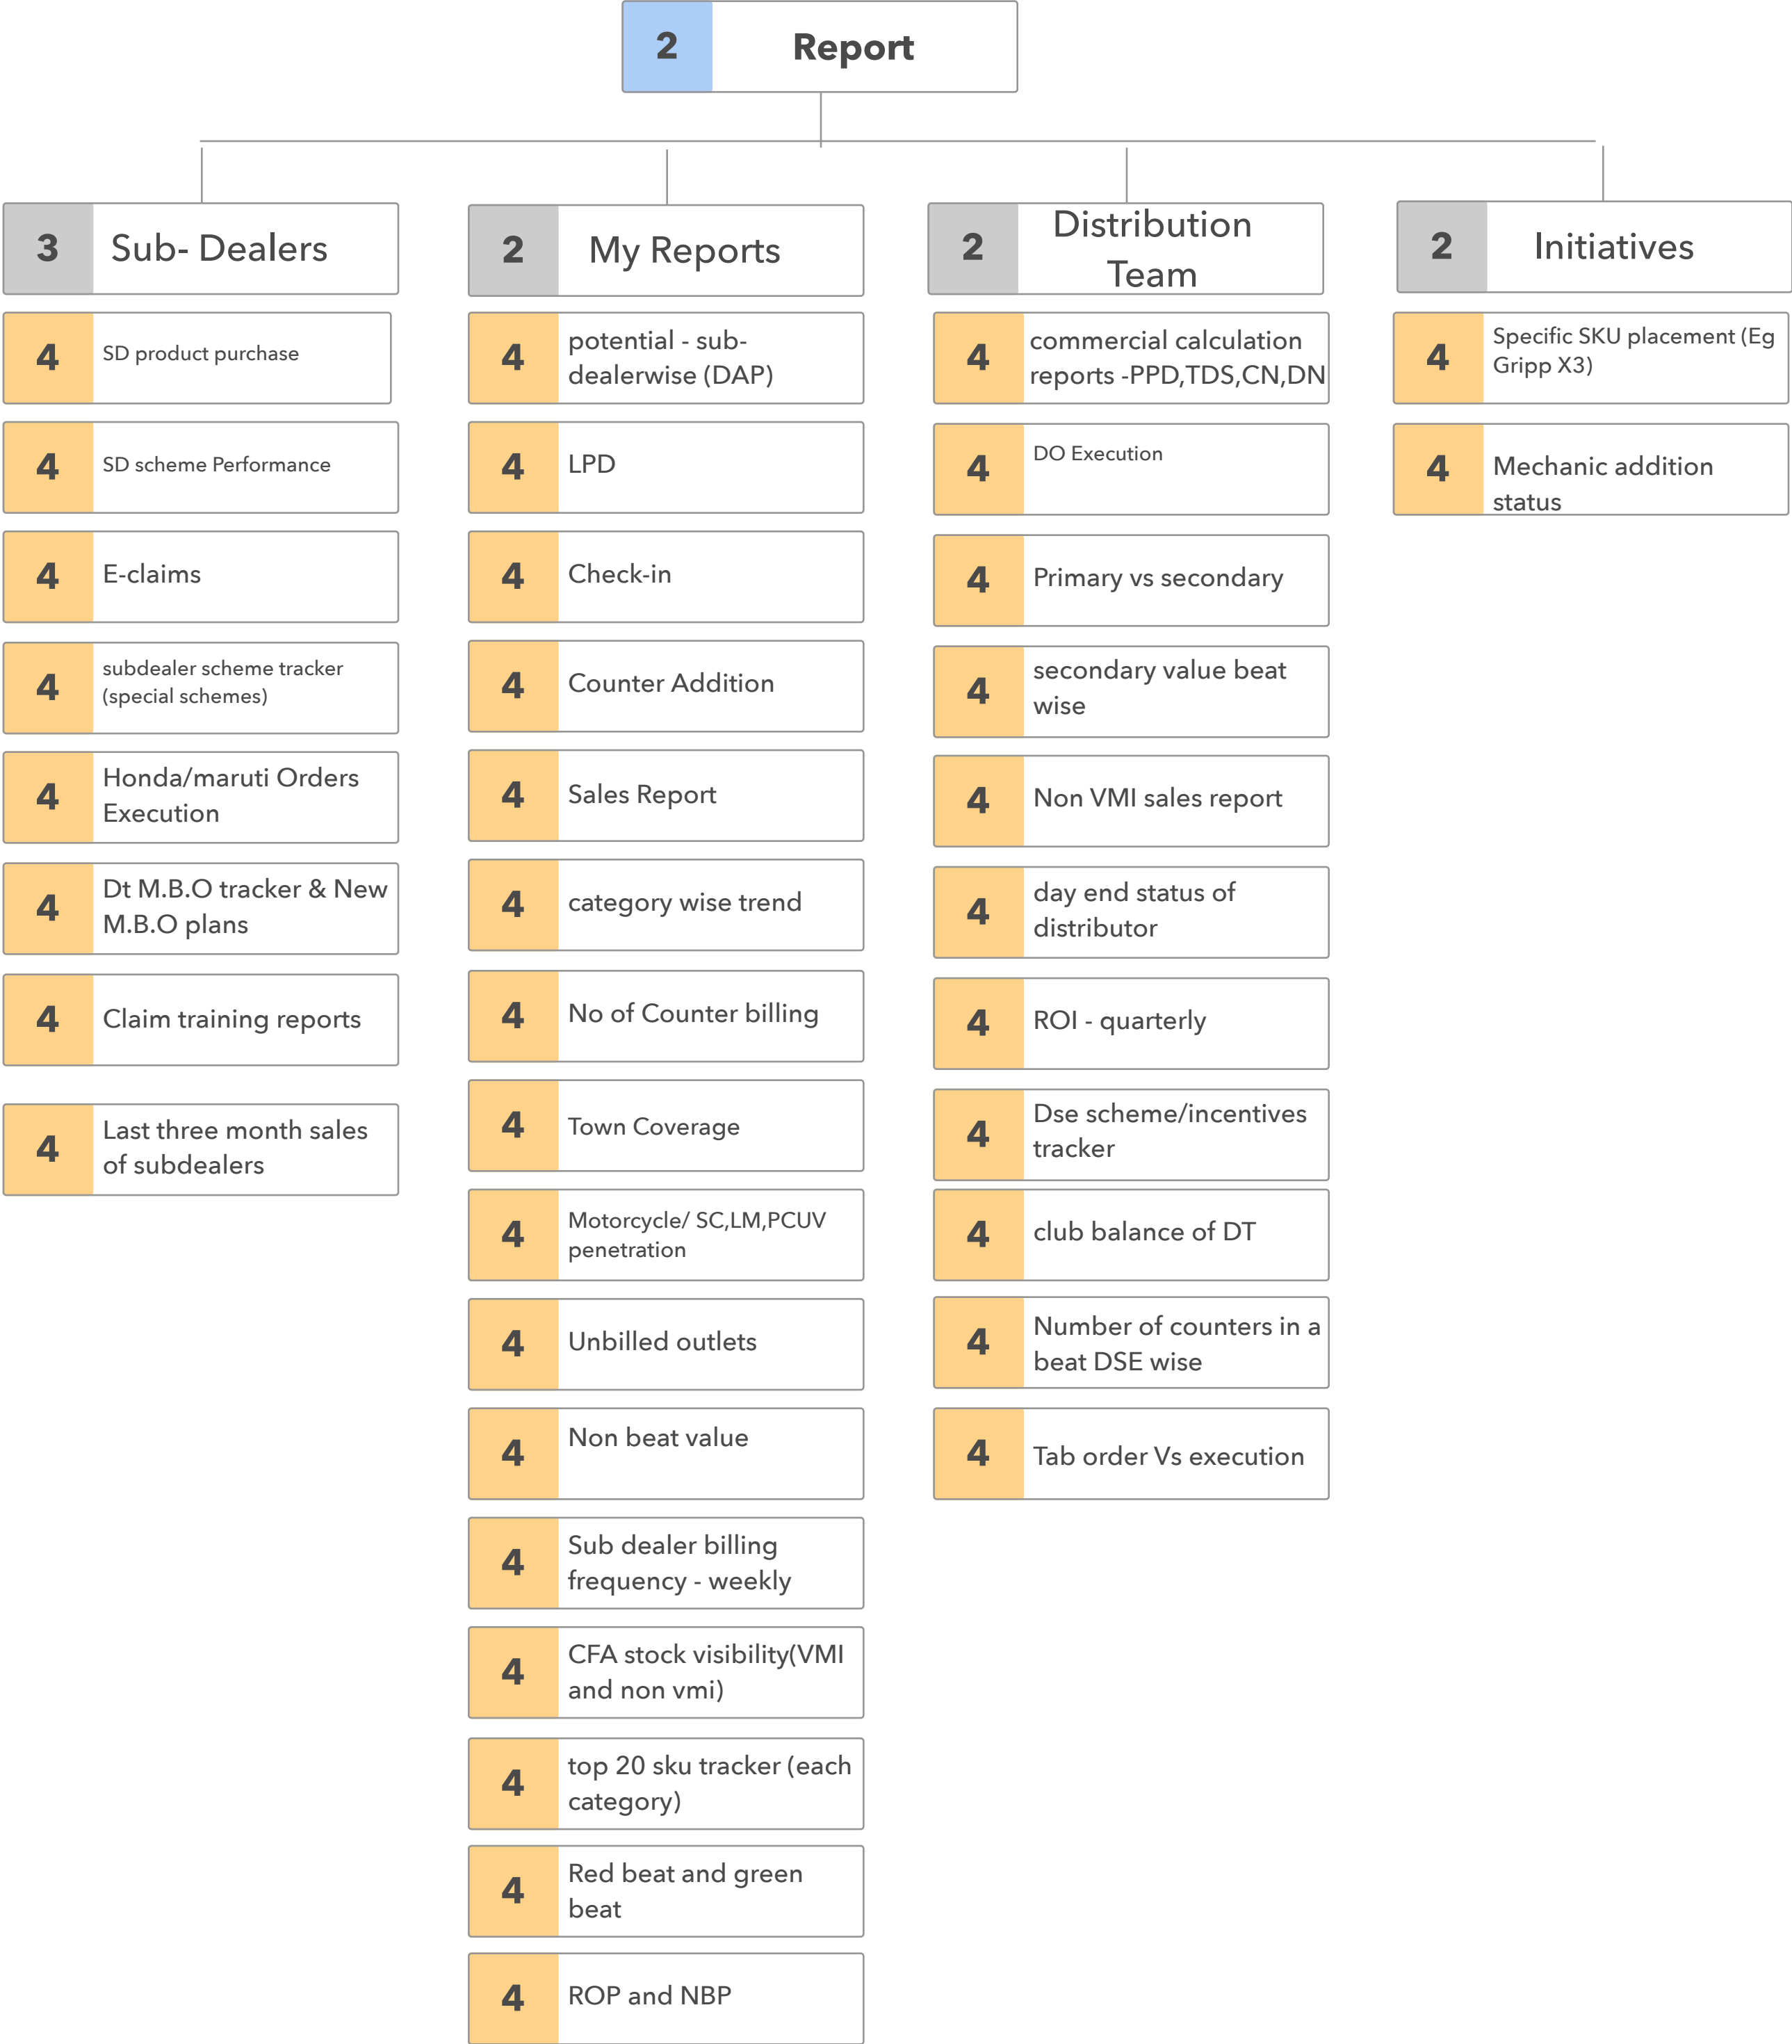 2 Report
3 Sub- Dealers
4 SD product purchase
4 SD scheme Performance
4 E-claims
4 subdealer scheme tracker
(special schemes)
4 Honda/maruti Orders
Execution
4 Dt M.B.O tracker & New
M.B.O plans
4 Claim training reports
4 Last three month sales
of subdealers
2 My Reports
4 potential - sub-
dealerwise (DAP)
4 LPD
4 Check-in
4 Counter Addition
4 Sales Report
4 category wise trend
4 No of Counter billing
4 Town Coverage
4 Motorcycle/ SC,LM,PCUV
penetration
4 Unbilled outlets
4 Non beat value
4 Sub dealer billing
frequency - weekly
4 CFA stock visibility(VMI
and non vmi)
4 top 20 sku tracker (each
category)
4 Red beat and green
beat
4 ROP and NBP
2 Distribution
Team
4 commercial calculation
reports -PPD,TDS,CN,DN
4 DO Execution
4 Primary vs secondary
4 secondary value beat
wise
4 Non VMI sales report
4 day end status of
distributor
4 ROI - quarterly
4 Dse scheme/incentives
tracker
4 club balance of DT
4 Number of counters in a
beat DSE wise
4 Tab order Vs execution
2 Initiatives
4 Specific SKU placement (Eg
Gripp X3)
4 Mechanic addition
status